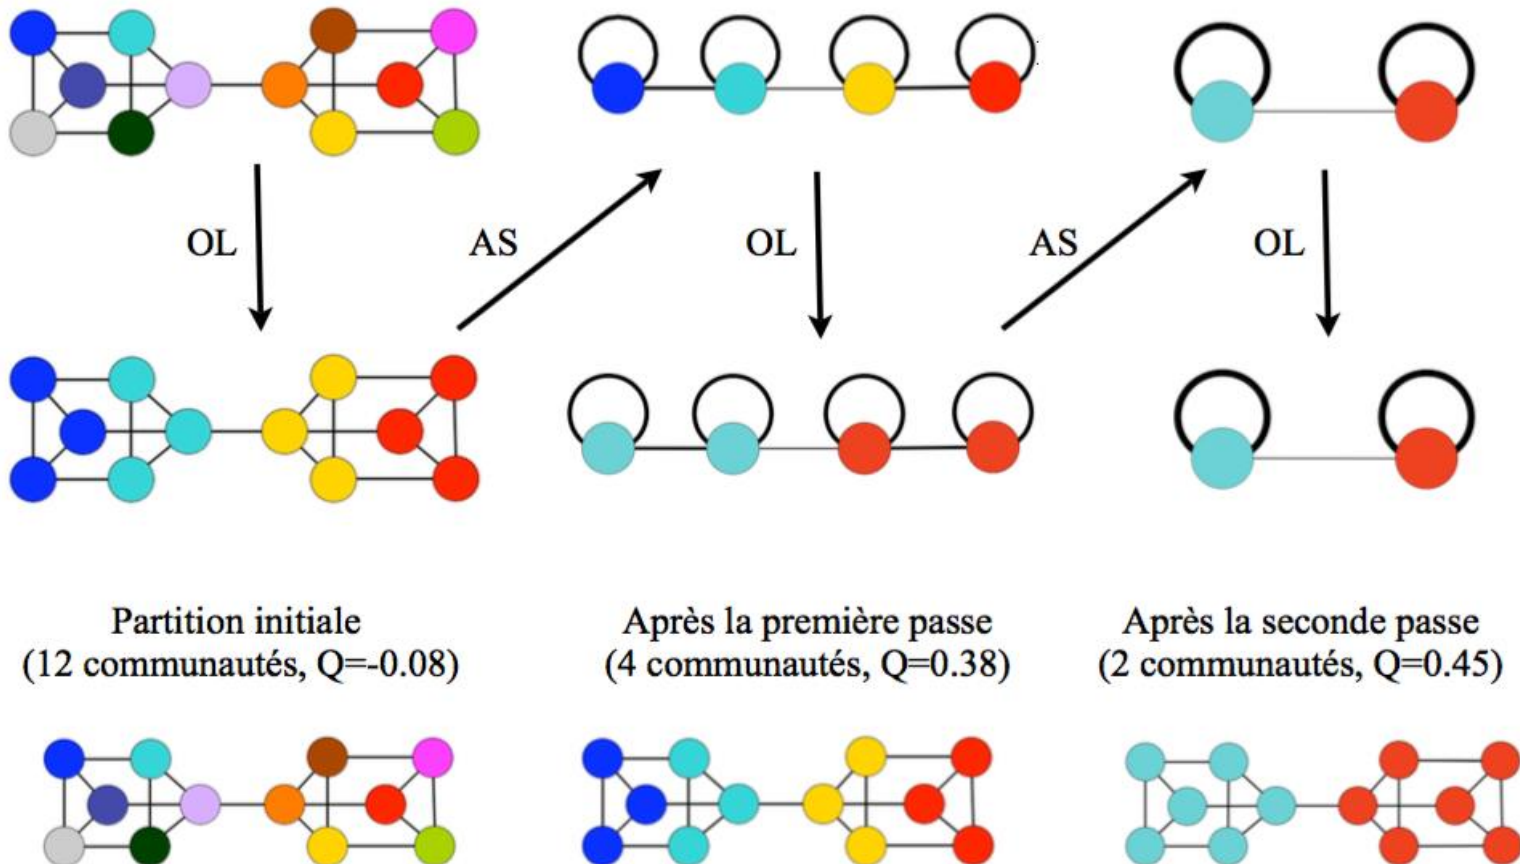 OL
AS
OL
AS
OL
Partition initiale
(12 communautés, Q=-0.08)
Après la première passe
(4 communautés, Q=0.38)
Après la seconde passe
(2 communautés, Q=0.45)